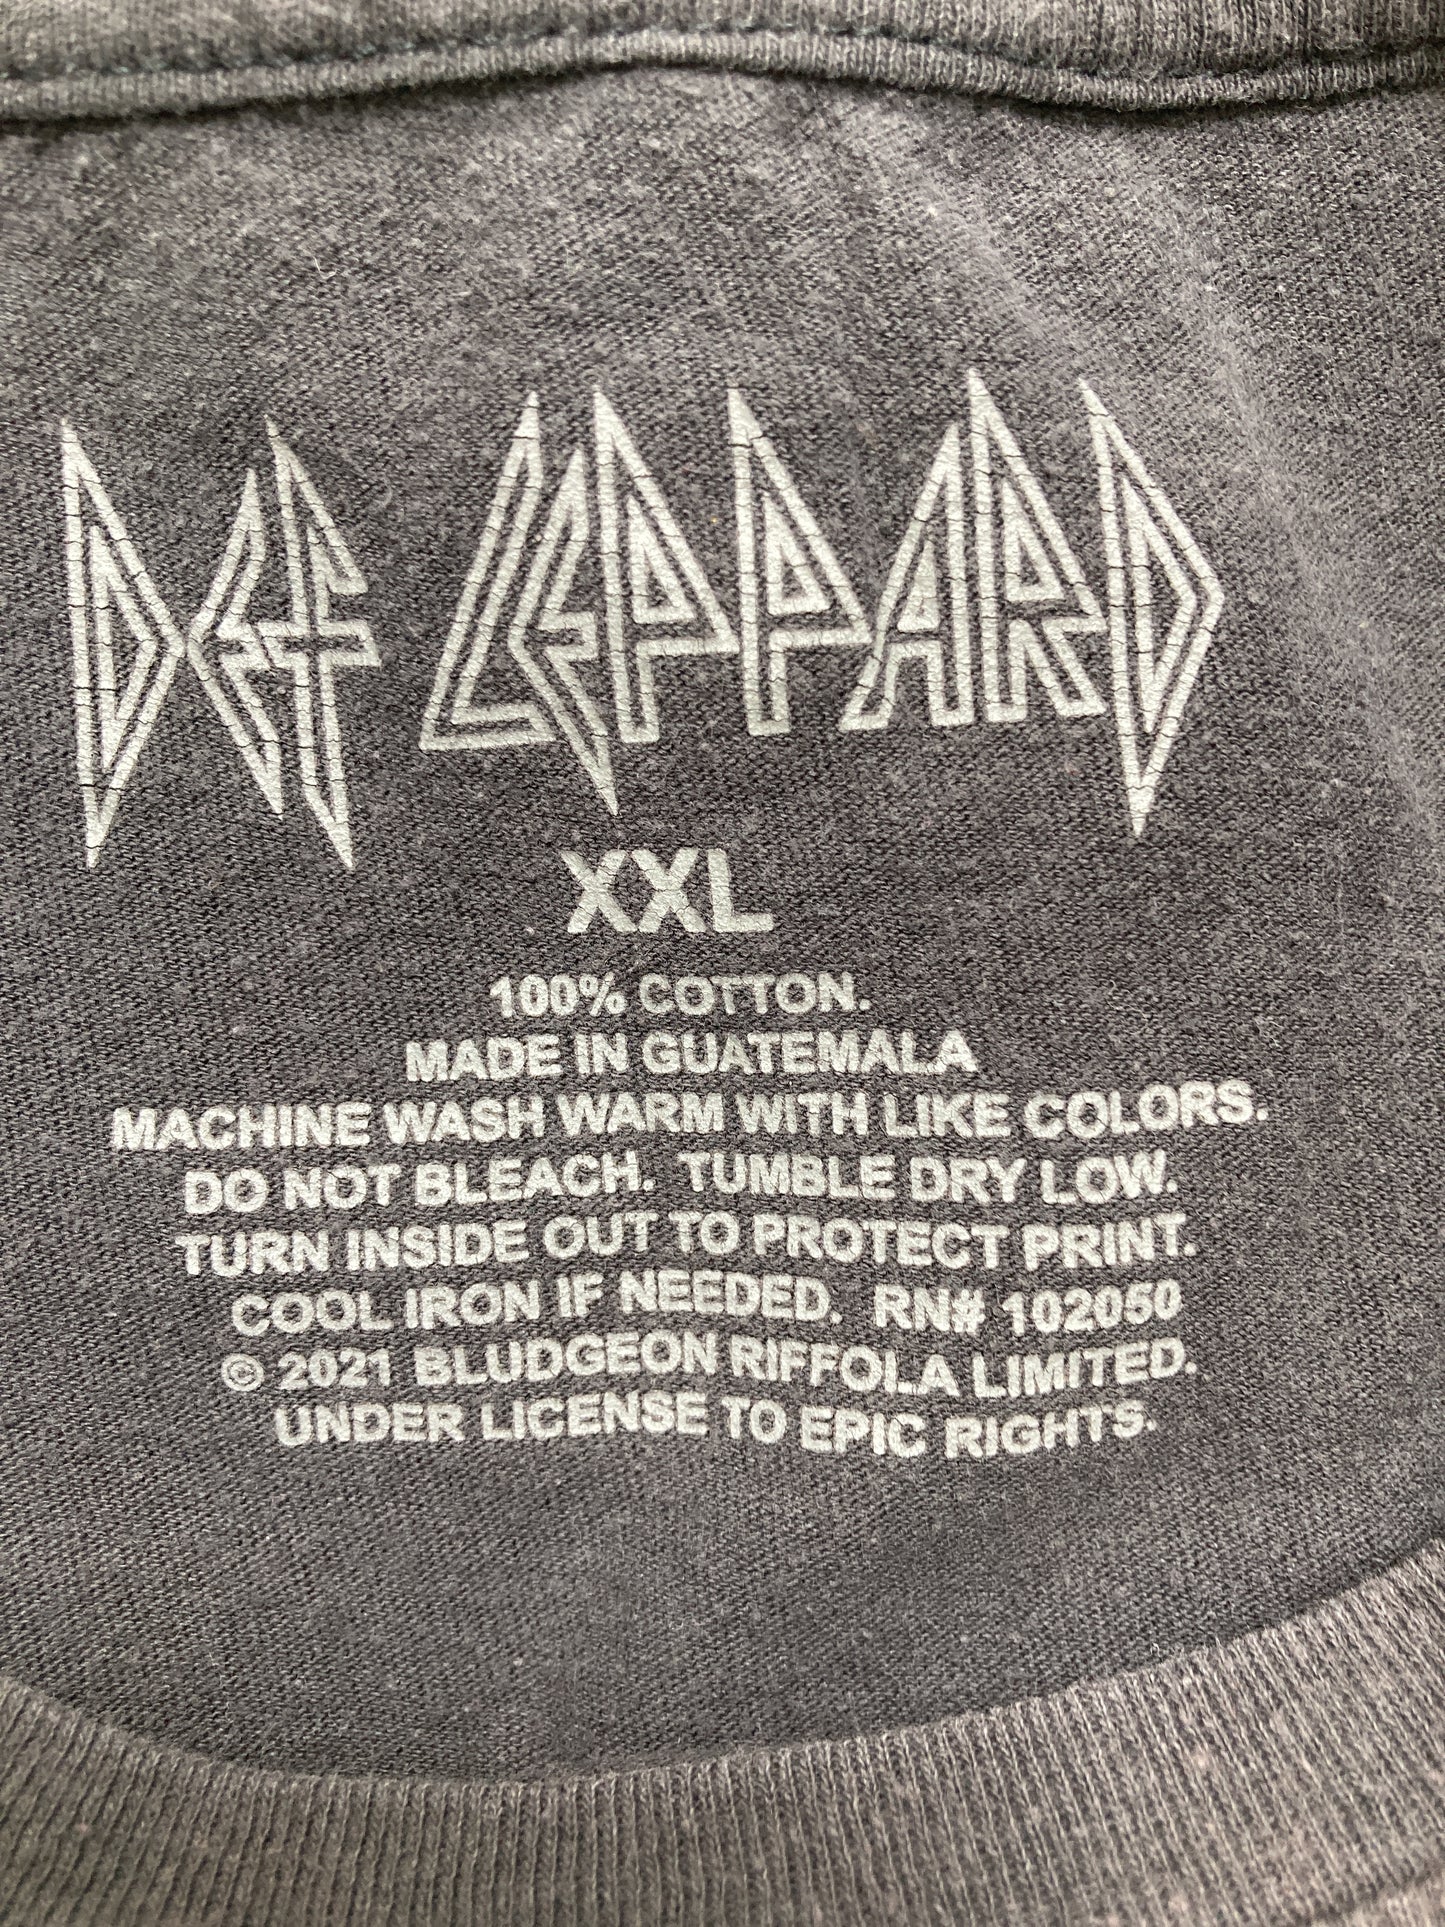 DEF LEPPARD
XXL
100% COTTON.
MADE IN GUATEMALA
MACHINE WASH WARM WITH LIKE COLORS.
DO NOT BLEACH. TUMBLE DRY LOW.
TURN INSIDE OUT TO PROTECT PRINT.
COOL IRON IF NEEDED. RN# 102050
© 2021 BLUDGEON RIFFOLA LIMITED.
UNDER LICENSE TO EPIC RIGHTS.